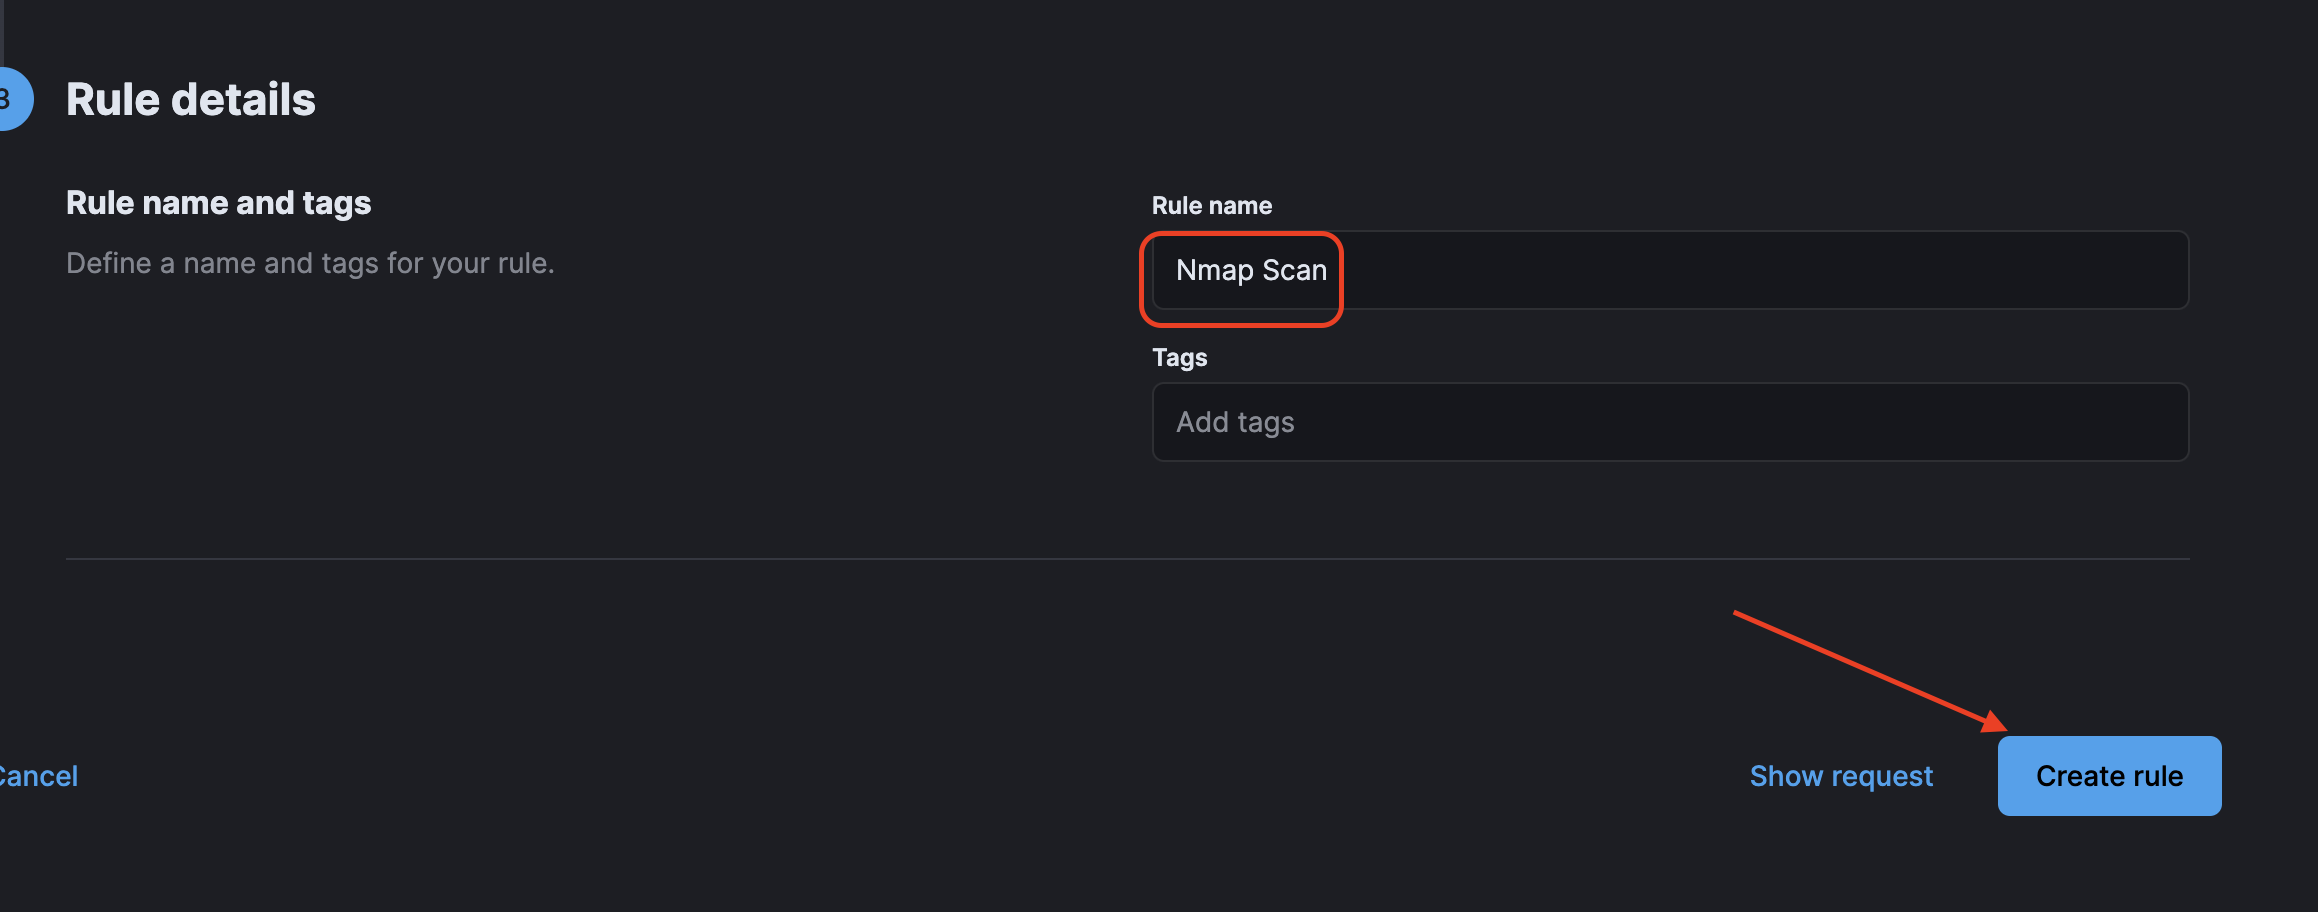 3
Rule details
Rule name and tags
Define a name and tags for your rule.
Rule name
Nmap Scan
Tags
Add tags
Cancel
Show request
Create rule